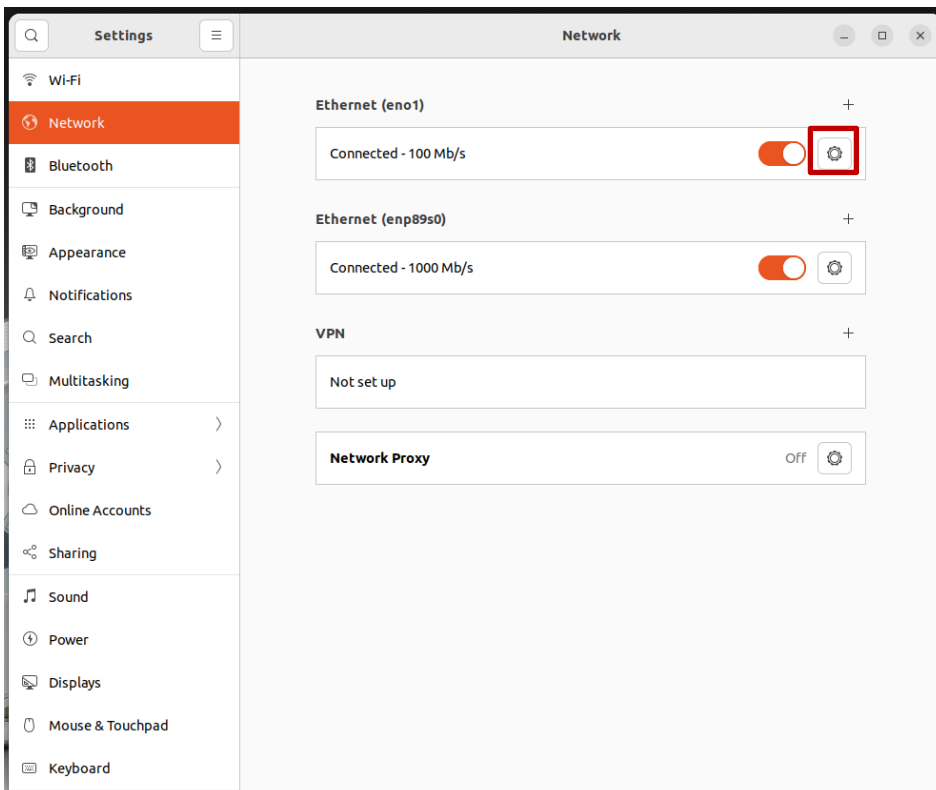 Settings
Network
Wi-Fi
Network
Bluetooth
Background
Appearance
Notifications
Search
Multitasking
Applications
Privacy
Online Accounts
Sharing
Sound
Power
Displays
Mouse & Touchpad
Keyboard
Ethernet (eno1)
Connected - 100 Mb/s
Ethernet (enp89s0)
Connected - 1000 Mb/s
VPN
Not set up
Network Proxy Off